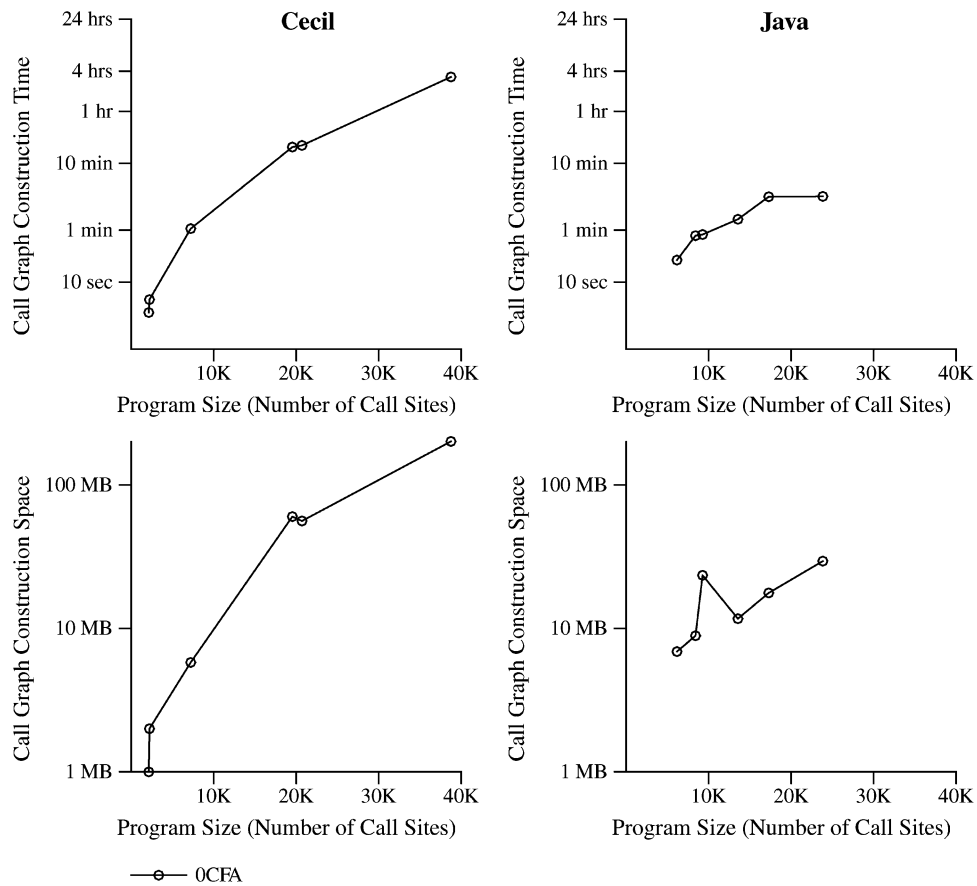 Cecil
Call Graph Construction Time
24 hrs
4 hrs
1 hr
10 min
1 min
10 sec
10K 20K 30K 40K
Program Size (Number of Call Sites)
Java
Call Graph Construction Time
24 hrs
4 hrs
1 hr
10 min
1 min
10 sec
10K 20K 30K 40K
Program Size (Number of Call Sites)
Call Graph Construction Space
100 MB
10 MB
1 MB
10K 20K 30K 40K
Program Size (Number of Call Sites)
Call Graph Construction Space
100 MB
10 MB
1 MB
10K 20K 30K 40K
Program Size (Number of Call Sites)
0CFA